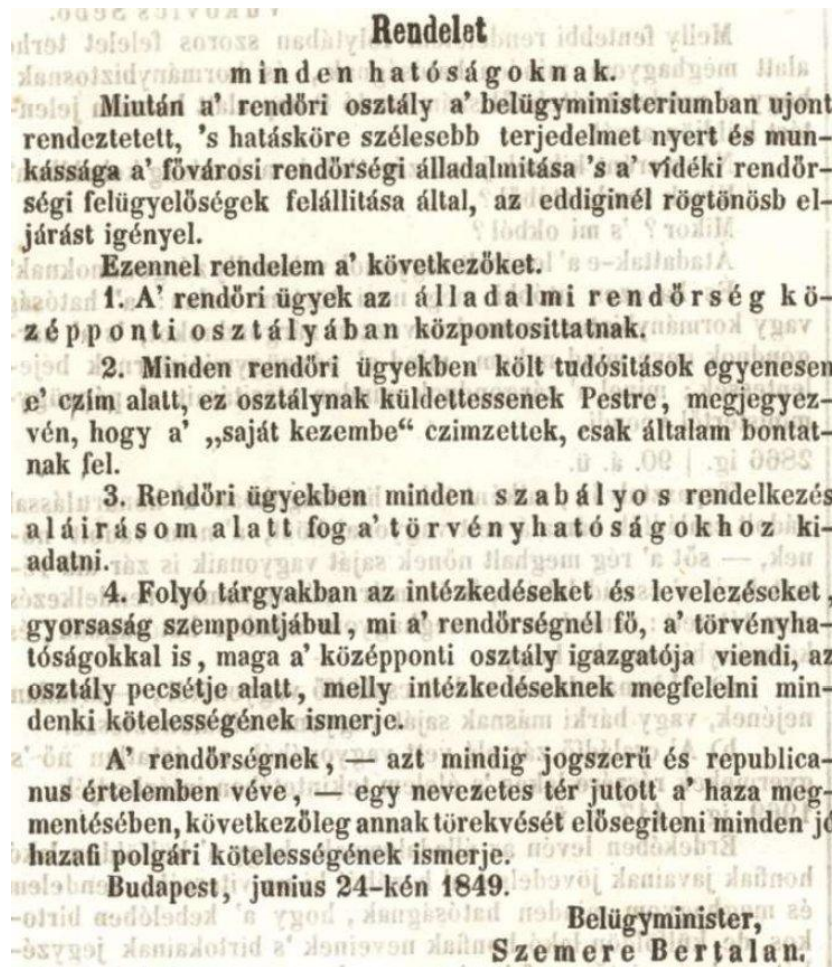 Rendelet
minden hatóságoknak.
Miután a' rendőri osztály a' belügyministeriumban ujont
rendeztetett, 's hatásköre szélesebb terjedelmet nyert és mun-
kássága a' fővárosi rendőrségi álladalmitása 's a' vidéki rendőr-
ségi felügyelőségek felállitása által, az eddiginél rögtönösb el-
járást igényel.
Ezennel rendelem a' következőket.
1. A' rendőri ügyek az álladalmi rendőrség kö-
zépponti osztályában központosittatnak.
2. Minden rendőri ügyekben költ tudósitások egyenesen
e' czím alatt, ez osztálynak küldettessenek Pestre, megjegyez-
vén, hogy a' „saját kezembe“ czimzettek, csak általam bontat-
nak fel.
3. Rendőri ügyekben minden szabályos rendelkezés
aláirásom alatt fog a' törvényhatóságokhoz ki-
adatni.
4. Folyó tárgyakban az intézkedéseket és levelezéseket,
gyorsaság szempontjábul, mi a' rendőrségnél fő, a' törvényha-
tóságokkal is, maga a' középponti osztály igazgatója viendi, az
osztály pecsétje alatt, melly intézkedéseknek megfelelni min-
denki kötelességének ismerje.
A' rendőrségnek, — azt mindig jogszerű és republica-
nus értelemben véve, — egy nevezetes tér jutott a' haza meg-
mentésében, következőleg annak törekvését elősegiteni minden jó
hazafi polgári kötelességének ismerje.
Budapest, junius 24-kén 1849.
Belügyminister,
Szemere Bertalan.